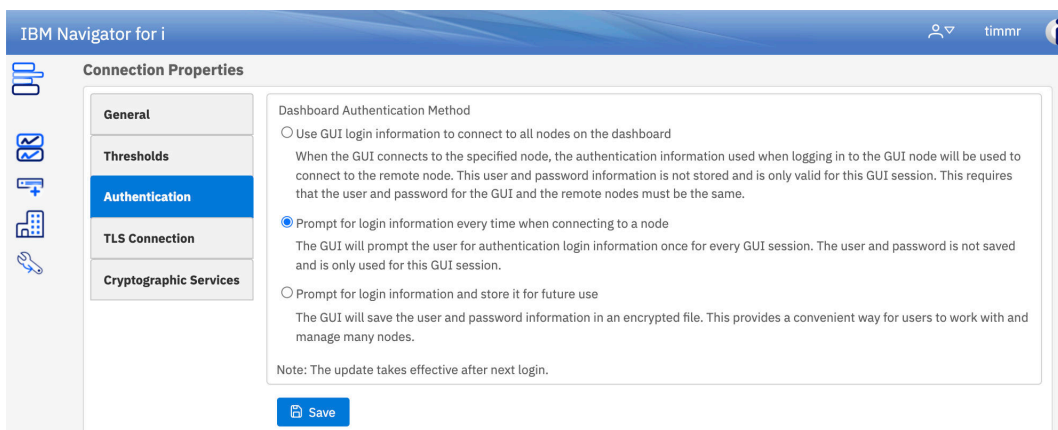 IBM Navigator for i
timmr
Connection Properties
General
Thresholds
Authentication
TLS Connection
Cryptographic Services
Dashboard Authentication Method
Use GUI login information to connect to all nodes on the dashboard
When the GUI connects to the specified node, the authentication information used when logging in to the GUI node will be used to
connect to the remote node. This user and password information is not stored and is only valid for this GUI session. This requires
that the user and password for the GUI and the remote nodes must be the same.
Prompt for login information every time when connecting to a node
The GUI will prompt the user for authentication login information once for every GUI session. The user and password is not saved
and is only used for this GUI session.
Prompt for login information and store it for future use
The GUI will save the user and password information in an encrypted file. This provides a convenient way for users to work with and
manage many nodes.
Note: The update takes effective after next login.
Save